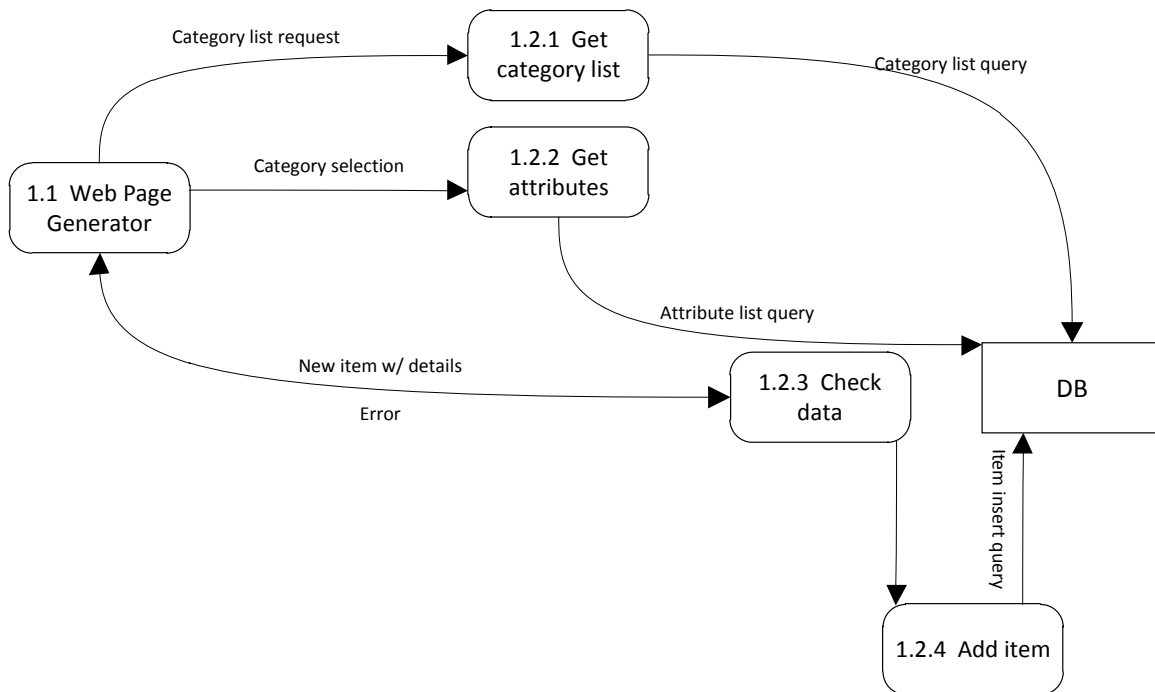 Category list request
1.2.1  Get
category list
Category list query
1.2.2  Get
attributes
Category selection
1.1  Web Page
Generator
Attribute list query
New item w/ details
Error
1.2.3  Check
data
DB
Item insert query
1.2.4  Add item